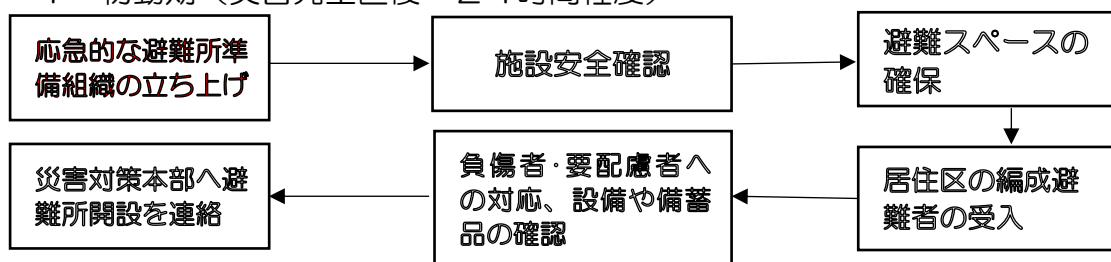 応急的な避難所準
備組織の立ち上げ
施設安全確認
避難スペースの
確保
居住区の編成避
難者の受入
負傷者・要配慮者へ
の対応、設備や備蓄
品の確認
災害対策本部へ避
難所開設を連絡